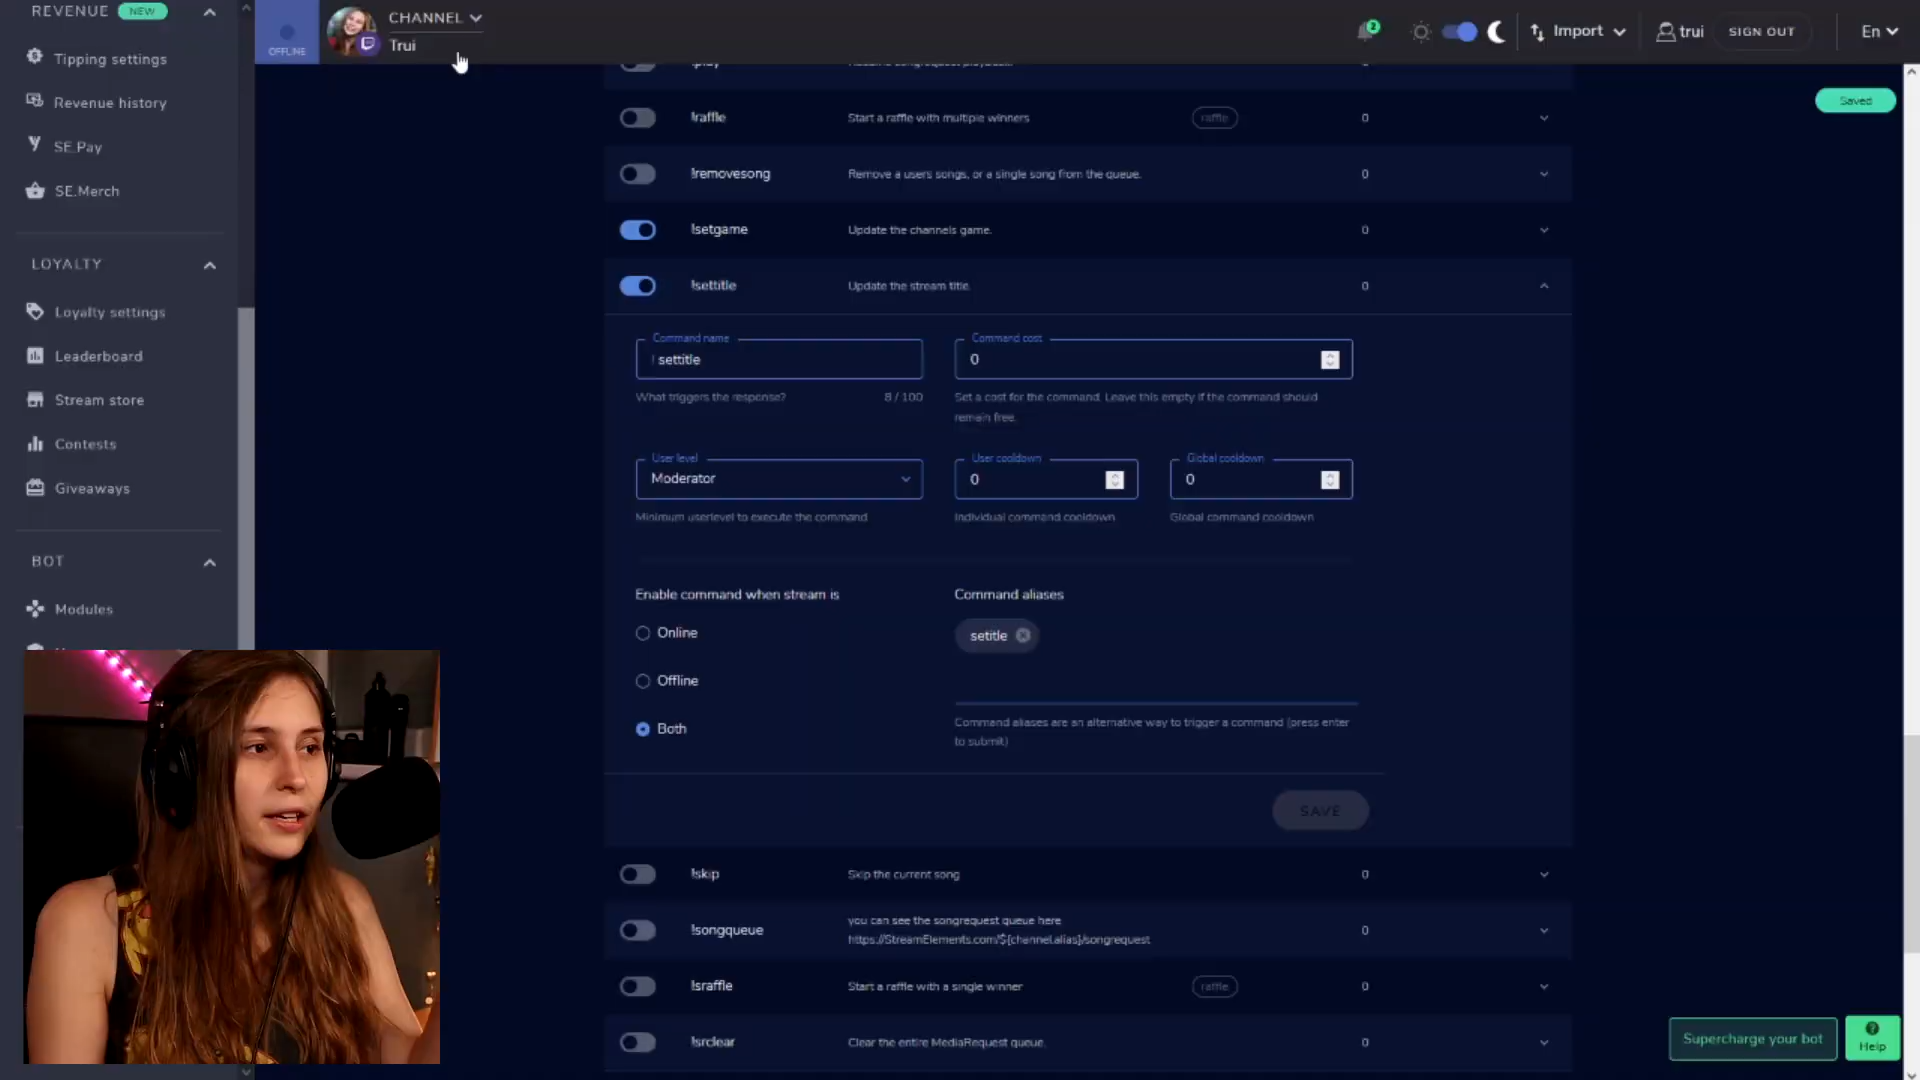 REVENUE NEW
Tipping settings
Revenue history
SE.Pay
SE.Merch
LOYALTY
Loyalty settings
Leaderboard
Stream store
Contests
Giveaways
BOT
Modules
OFFLINE
CHANNEL
Trui
2
Import
trui
SIGN OUT
En
Saved
!raffle Start a raffle with multiple winners raffle 0
!removesong Remove a users songs, or a single song from the queue. 0
!setgame Update the channels game. 0
!settitle Update the stream title. 0
Command name
! settitle
What triggers the response? 8 / 100
Command cost
0
Set a cost for the command. Leave this empty if the command should
remain free.
User level
Moderator
Minimum userlevel to execute the command
User cooldown
0
Individual command cooldown
Global cooldown
0
Global command cooldown
Enable command when stream is
Online
Offline
Both
Command aliases
setitle
Command aliases are an alternative way to trigger a command (press enter
to submit)
SAVE
!skip Skip the current song 0
!songqueue you can see the songrequest queue here
https://StreamElements.com/${channel.alias}/songrequest 0
!sraffle Start a raffle with a single winner raffle 0
!srclear Clear the entire MediaRequest queue. 0
Supercharge your bot
Help